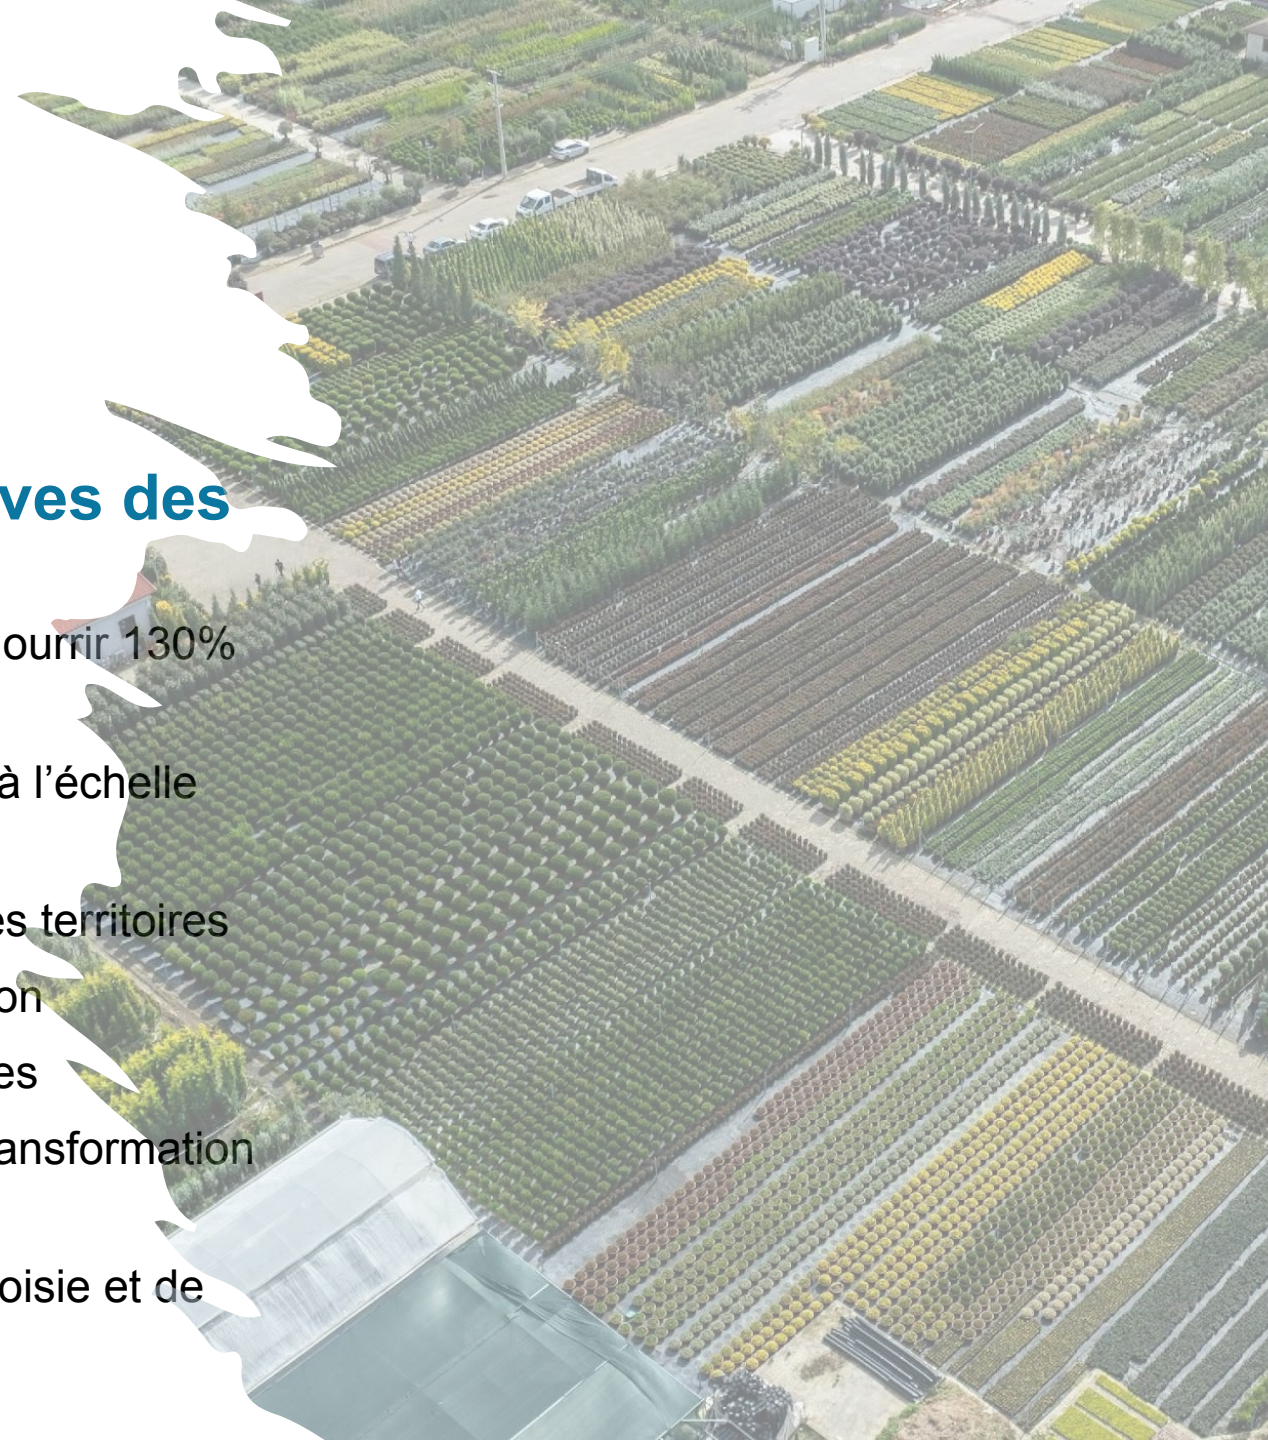 ves des
ourrir 130%
à l’échelle
es territoires
on
es
ansformation
oisie et de